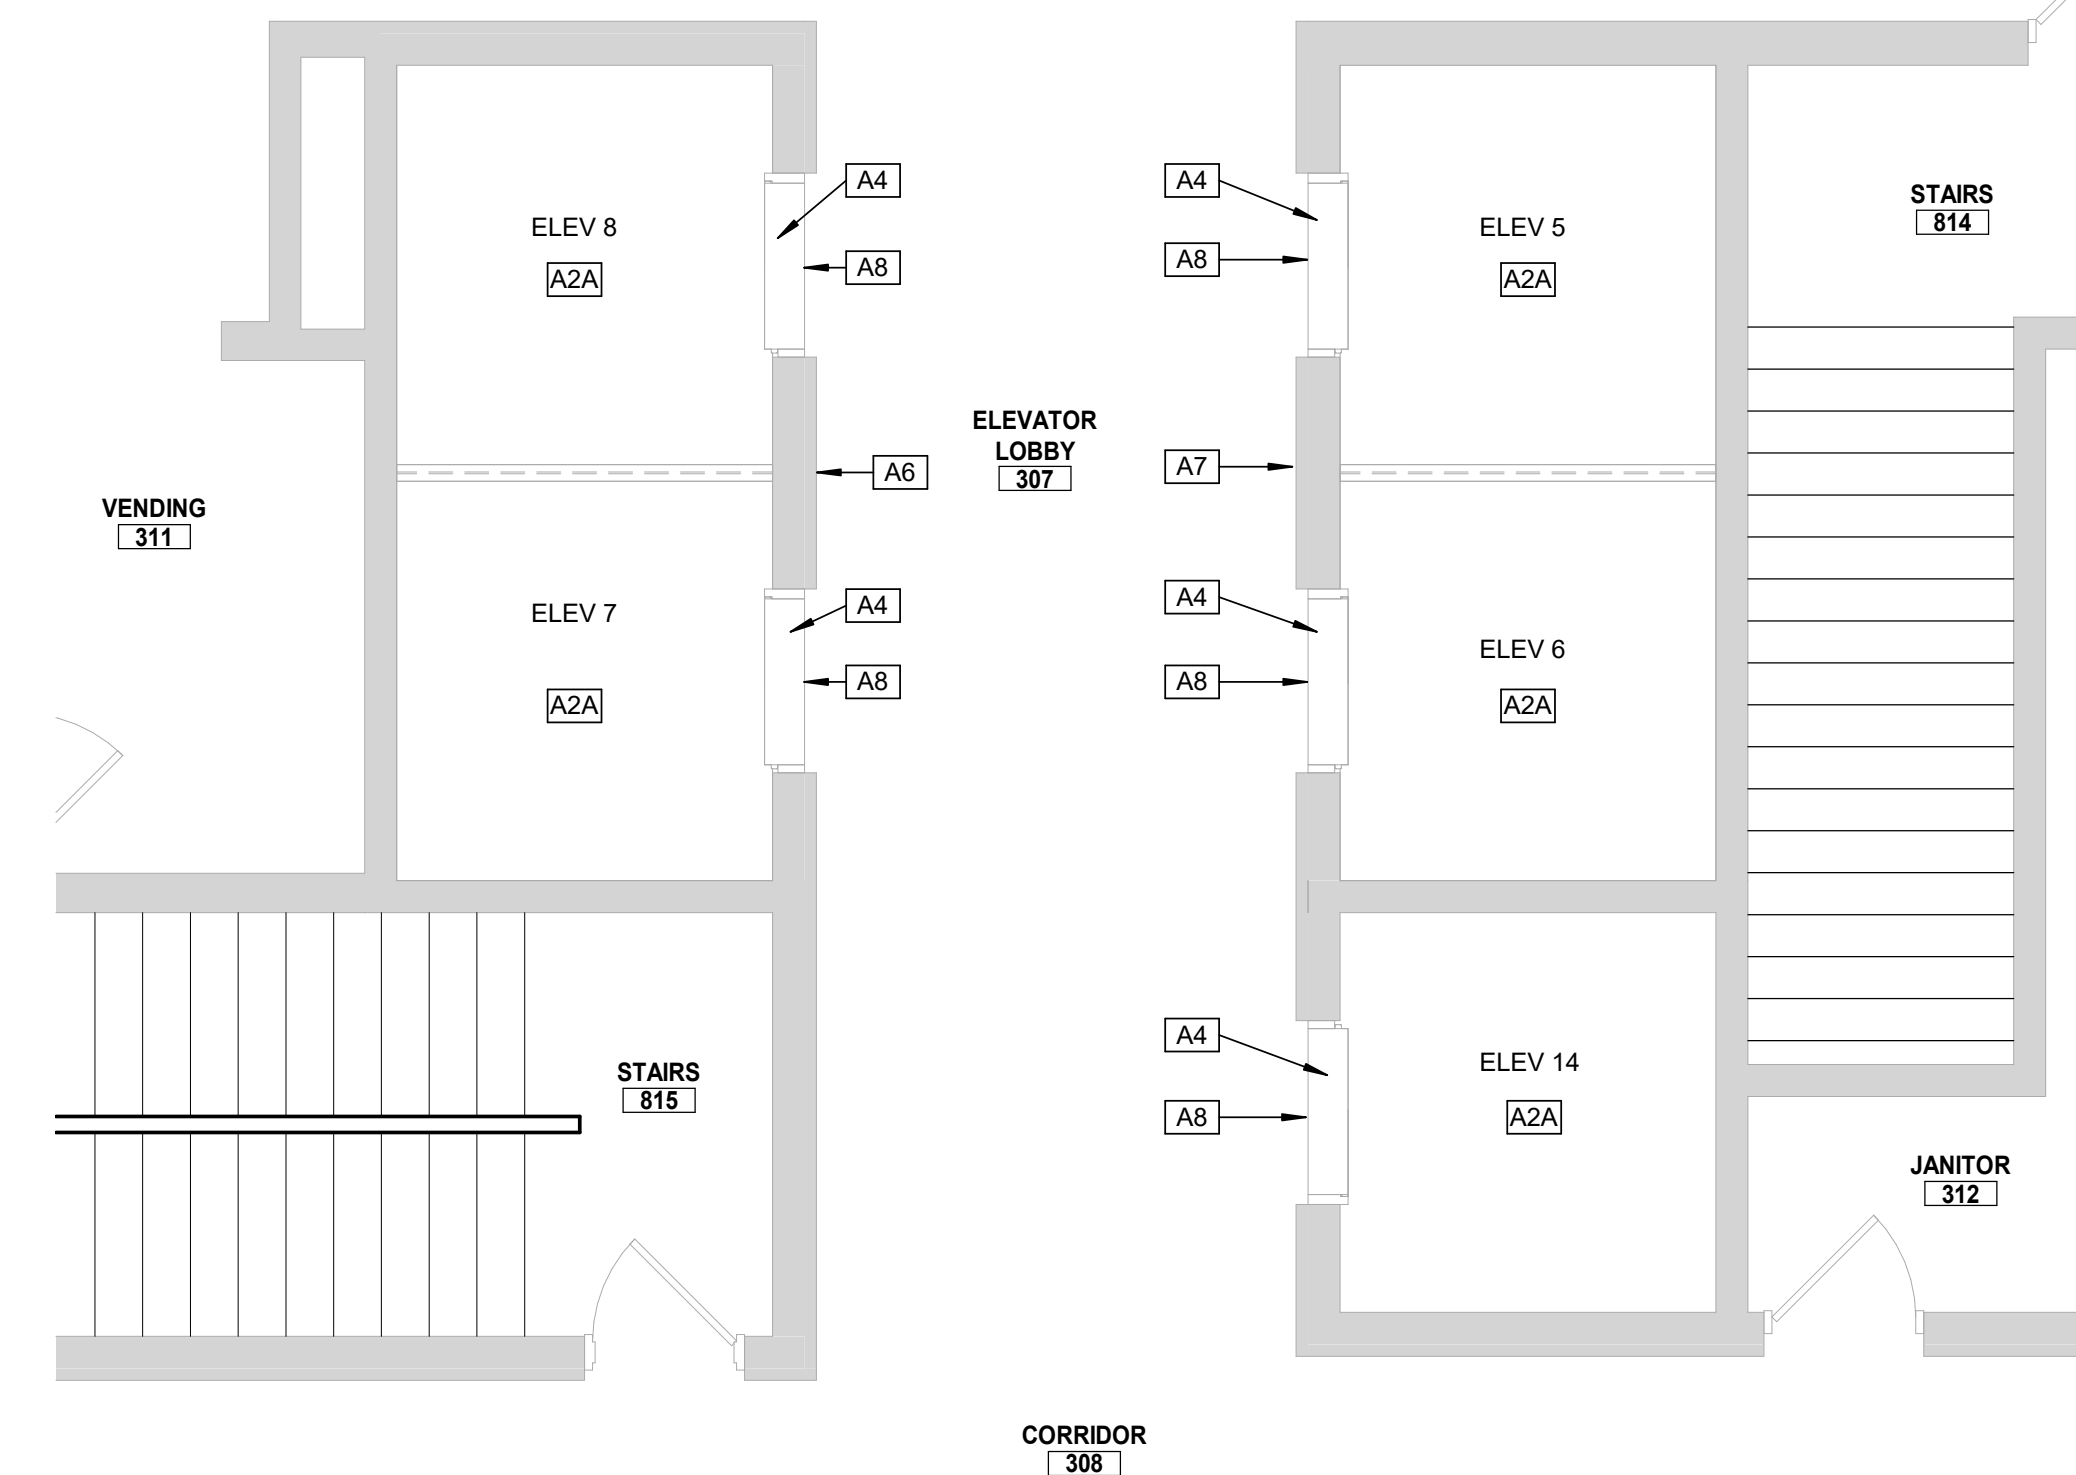 A4
A4
STAIRS
814
ELEV 8
ELEV 5
A8
A8
A2A
A2A
ELEVATOR
LOBBY
307
A6
A7
VENDING
311
A4
A4
ELEV 7
ELEV 6
A8
A8
A2A
A2A
A4
STAIRS
815
ELEV 14
A8
A2A
JANITOR
312
CORRIDOR
308